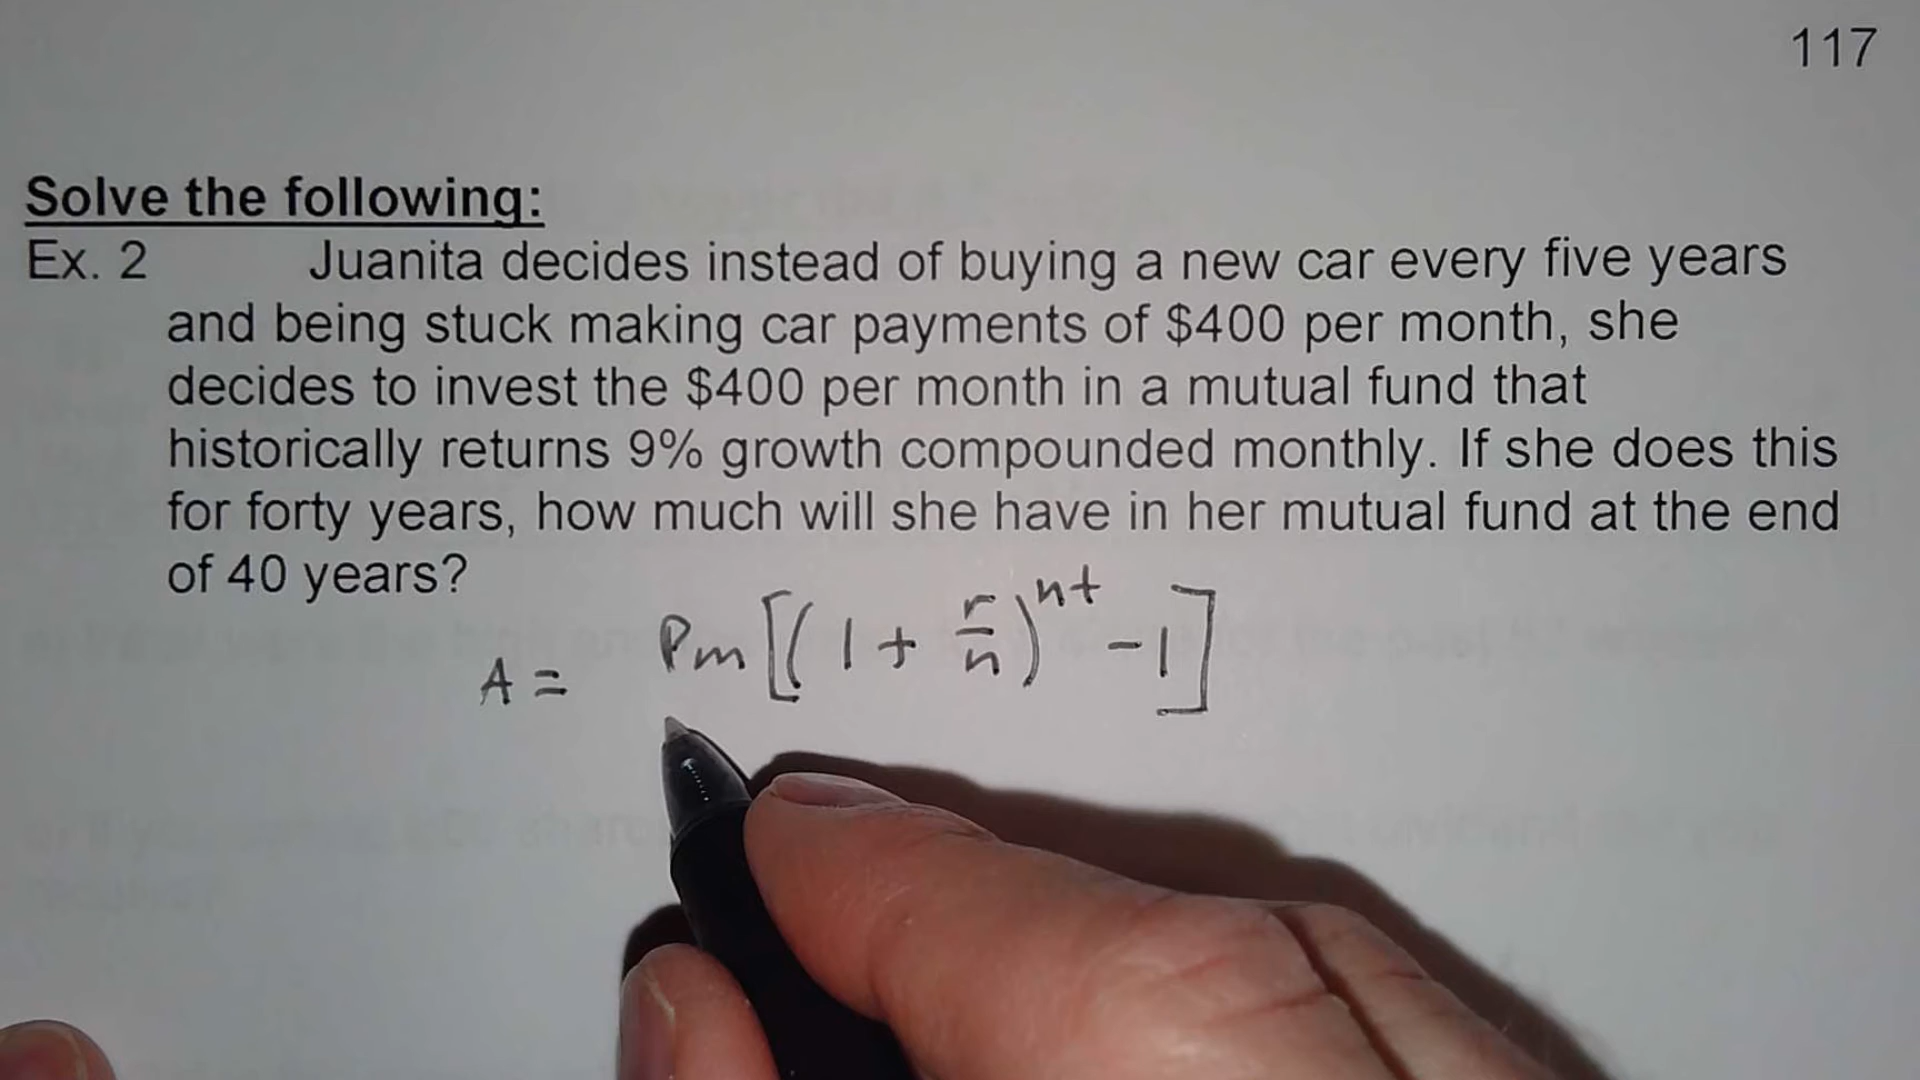 117
Solve the following:
Ex. 2 Juanita decides instead of buying a new car every five years
and being stuck making car payments of $400 per month, she
decides to invest the $400 per month in a mutual fund that
historically returns 9% growth compounded monthly. If she does this
for forty years, how much will she have in her mutual fund at the end
of 40 years?
A = Pm[(1 + r/n)^nt - 1]